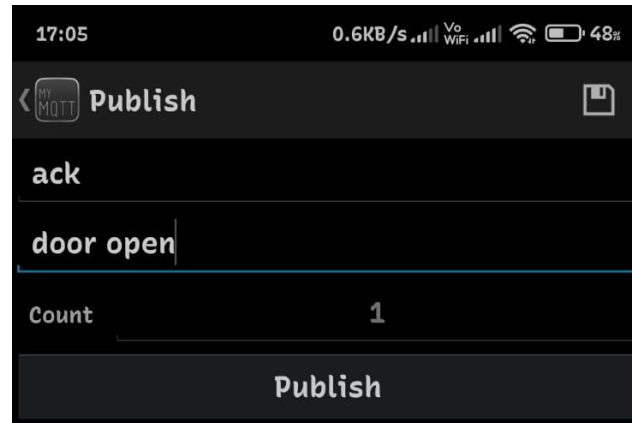 17:05 0.6KB/s Vo WiFi 48%
MY MQTT Publish
ack
door open
Count 1
Publish